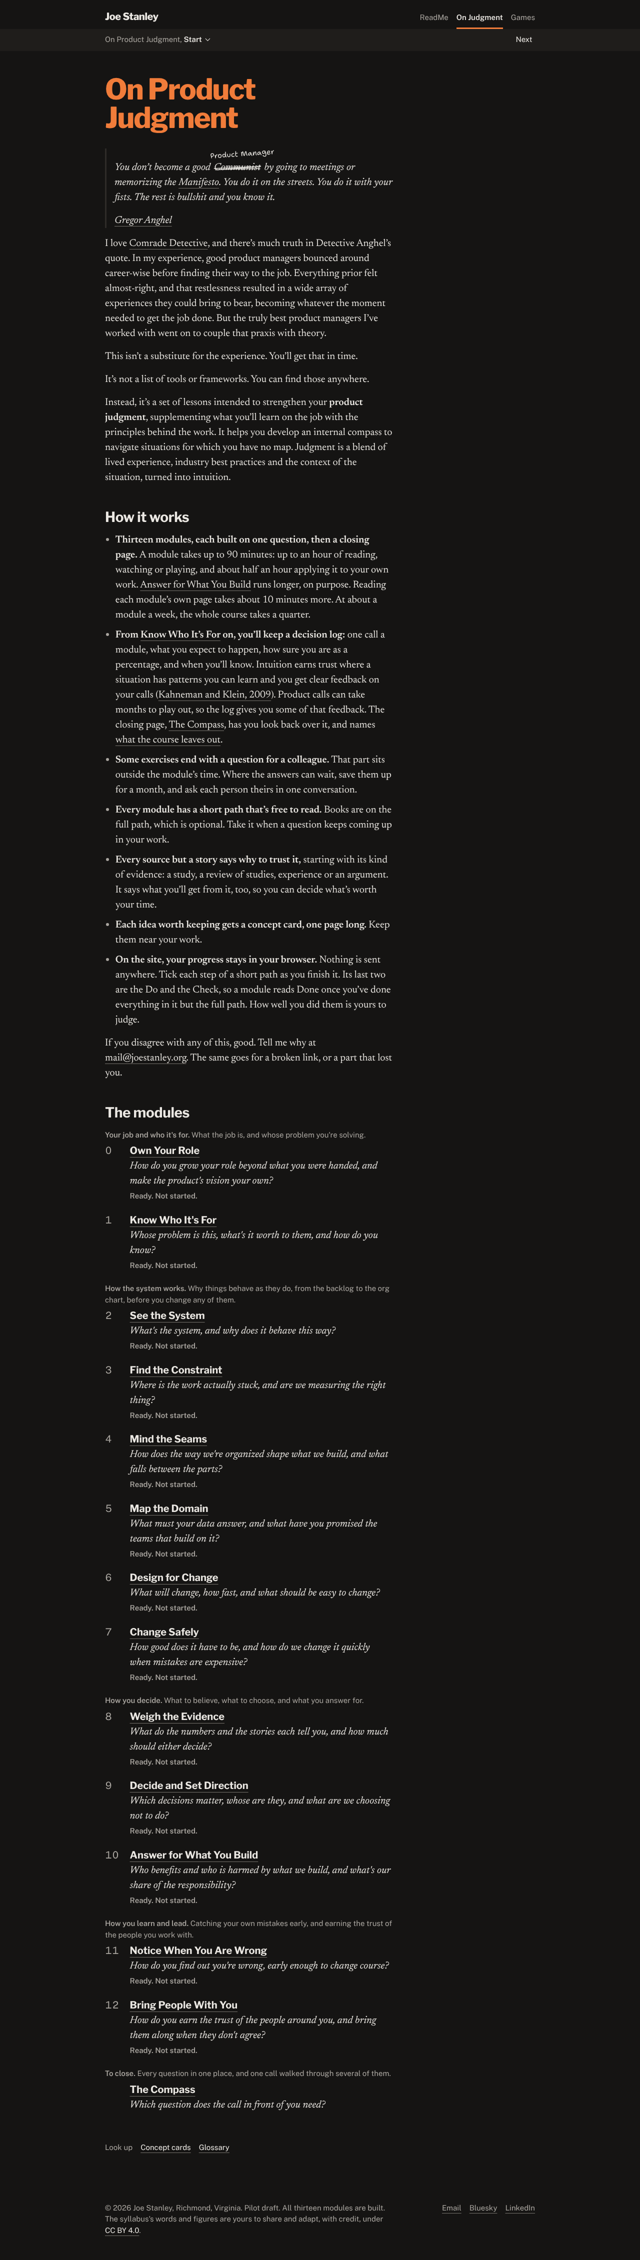 Joe Stanley
ReadMe On Judgment Games
On Product Judgment, Start
Next
On Product
Judgment
Product Manager
You don't become a good Communist by going to meetings or
memorizing the Manifesto. You do it on the streets. You do it with your
fists. The rest is bullshit and you know it.
Gregor Anghel
I love Comrade Detective, and there's much truth in Detective Anghel's
quote. In my experience, good product managers bounced around
career-wise before finding their way to the job. Everything prior felt
almost-right, and that restlessness resulted in a wide array of
experiences they could bring to bear, becoming whatever the moment
needed to get the job done. But the truly best product managers I've
worked with went on to couple that praxis with theory.
This isn't a substitute for the experience. You'll get that in time.
It's not a list of tools or frameworks. You can find those anywhere.
Instead, it's a set of lessons intended to strengthen your product
judgment, supplementing what you'll learn on the job with the
principles behind the work. It helps you develop an internal compass to
navigate situations for which you have no map. Judgment is a blend of
lived experience, industry best practices and the context of the
situation, turned into intuition.
How it works
• Thirteen modules, each built on one question, then a closing
page. A module takes up to 90 minutes: up to an hour of reading,
watching or playing, and about half an hour applying it to your own
work. Answer for What You Build runs longer, on purpose. Reading
each module's own page takes about 10 minutes more. At about a
module a week, the whole course takes a quarter.
• From Know Who It's For on, you'll keep a decision log: one call a
module, what you expect to happen, how sure you are as a
percentage, and when you'll know. Intuition earns trust where a
situation has patterns you can learn and you get clear feedback on
your calls (Kahneman and Klein, 2009). Product calls can take
months to play out, so the log gives you some of that feedback. The
closing page, The Compass, has you look back over it, and names
what the course leaves out.
• Some exercises end with a question for a colleague. That part sits
outside the module's time. Where the answers can wait, save them up
for a month, and ask each person theirs in one conversation.
• Every module has a short path that's free to read. Books are on the
full path, which is optional. Take it when a question keeps coming up
in your work.
• Every source but a story says why to trust it, starting with its kind
of evidence: a study, a review of studies, experience or an argument.
It says what you'll get from it, too, so you can decide what's worth
your time.
• Each idea worth keeping gets a concept card, one page long. Keep
them near your work.
• On the site, your progress stays in your browser. Nothing is sent
anywhere. Tick each step of a short path as you finish it. Its last two
are the Do and the Check, so a module reads Done once you've done
everything in it but the full path. How well you did them is yours to
judge.
If you disagree with any of this, good. Tell me why at
mail@joestanley.org. The same goes for a broken link, or a part that lost
you.
The modules
Your job and who it's for. What the job is, and whose problem you're solving.
0 Own Your Role
How do you grow your role beyond what you were handed, and
make the product's vision your own?
Ready. Not started.
1 Know Who It's For
Whose problem is this, what's it worth to them, and how do you
know?
Ready. Not started.
How the system works. Why things behave as they do, from the backlog to the org
chart, before you change any of them.
2 See the System
What's the system, and why does it behave this way?
Ready. Not started.
3 Find the Constraint
Where is the work actually stuck, and are we measuring the right
thing?
Ready. Not started.
4 Mind the Seams
How does the way we're organized shape what we build, and what
falls between the parts?
Ready. Not started.
5 Map the Domain
What must your data answer, and what have you promised the
teams that build on it?
Ready. Not started.
6 Design for Change
What will change, how fast, and what should be easy to change?
Ready. Not started.
7 Change Safely
How good does it have to be, and how do we change it quickly
when mistakes are expensive?
Ready. Not started.
How you decide. What to believe, what to choose, and what you answer for.
8 Weigh the Evidence
What do the numbers and the stories each tell you, and how much
should either decide?
Ready. Not started.
9 Decide and Set Direction
Which decisions matter, whose are they, and what are we choosing
not to do?
Ready. Not started.
10 Answer for What You Build
Who benefits and who is harmed by what we build, and what's our
share of the responsibility?
Ready. Not started.
How you learn and lead. Catching your own mistakes early, and earning the trust of
the people you work with.
11 Notice When You Are Wrong
How do you find out you're wrong, early enough to change course?
Ready. Not started.
12 Bring People With You
How do you earn the trust of the people around you, and bring
them along when they don't agree?
Ready. Not started.
To close. Every question in one place, and one call walked through several of them.
The Compass
Which question does the call in front of you need?
Look up Concept cards Glossary
© 2026 Joe Stanley, Richmond, Virginia. Pilot draft. All thirteen modules are built.
The syllabus's words and figures are yours to share and adapt, with credit, under
CC BY 4.0.
Email Bluesky LinkedIn